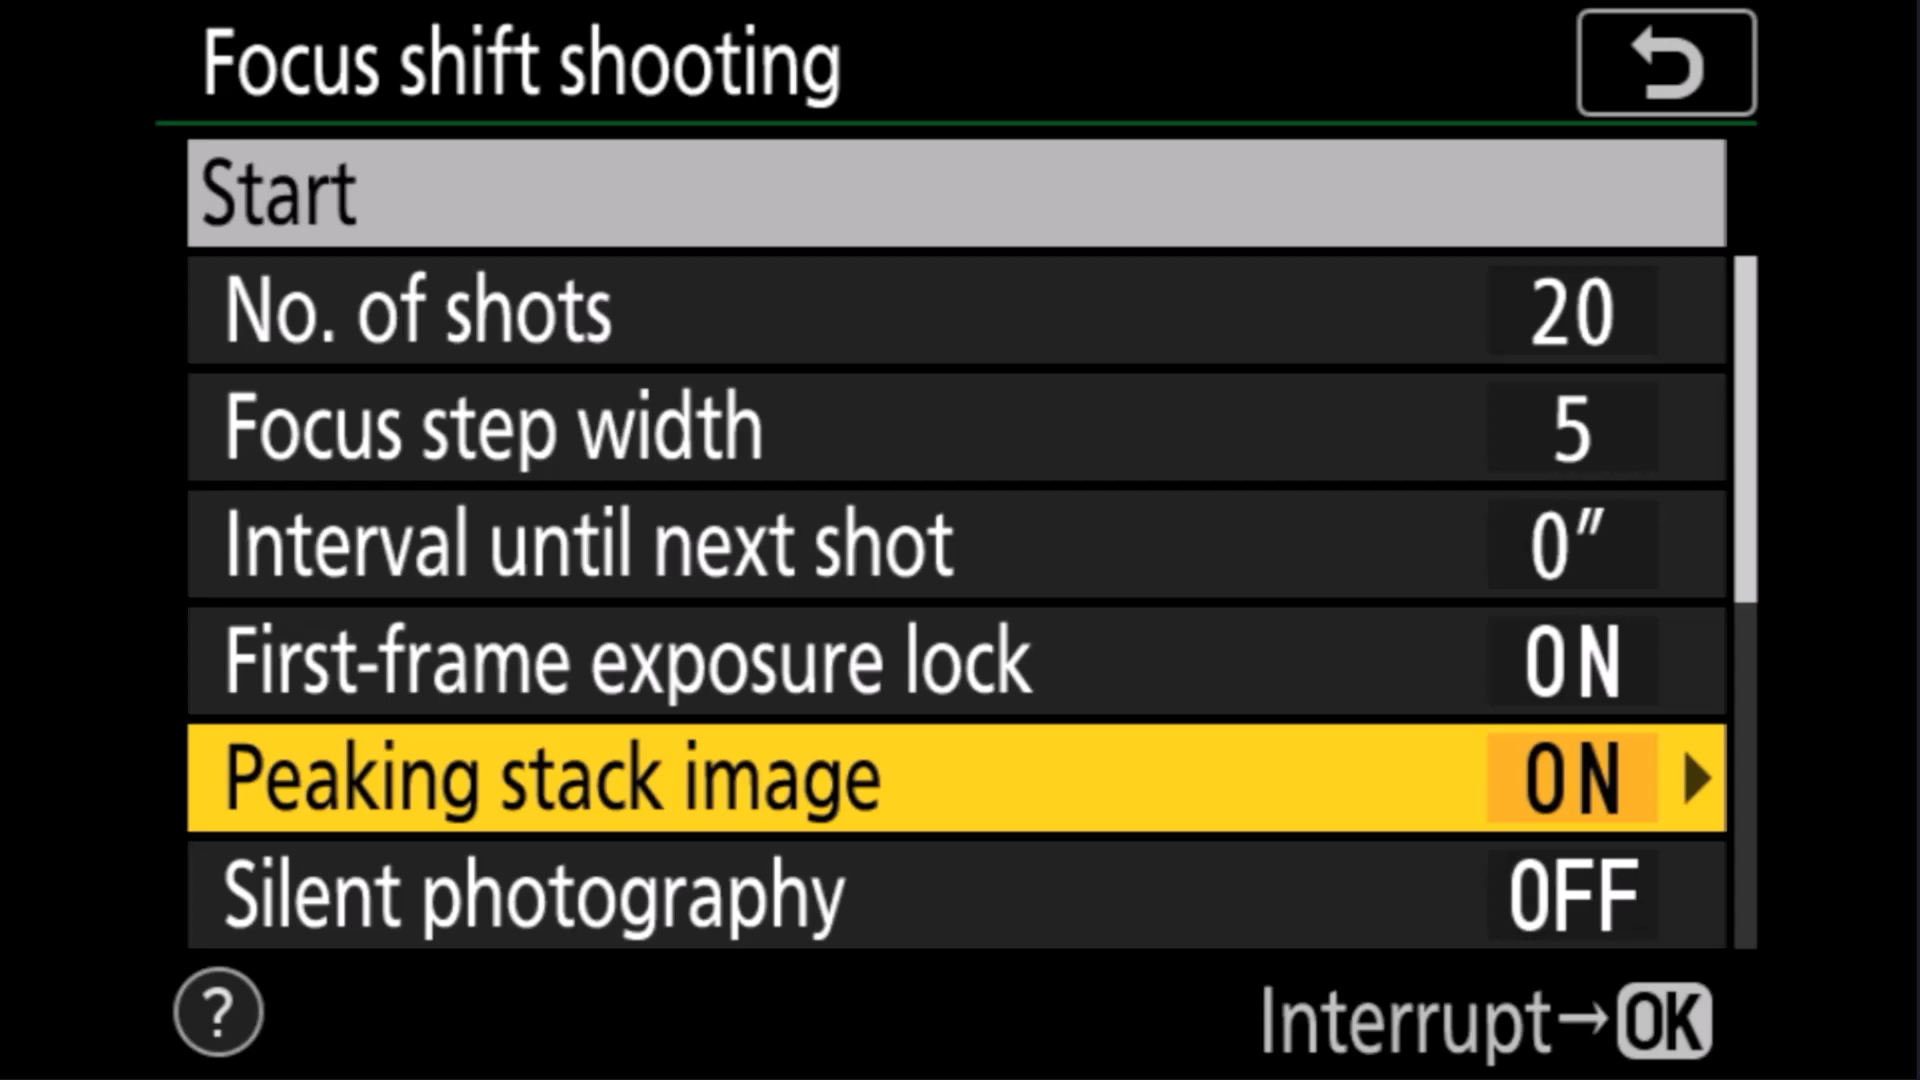 Focus shift shooting
Start
No. of shots 20
Focus step width 5
Interval until next shot 0″
First-frame exposure lock ON
Peaking stack image ON
Silent photography OFF
? Interrupt→OK